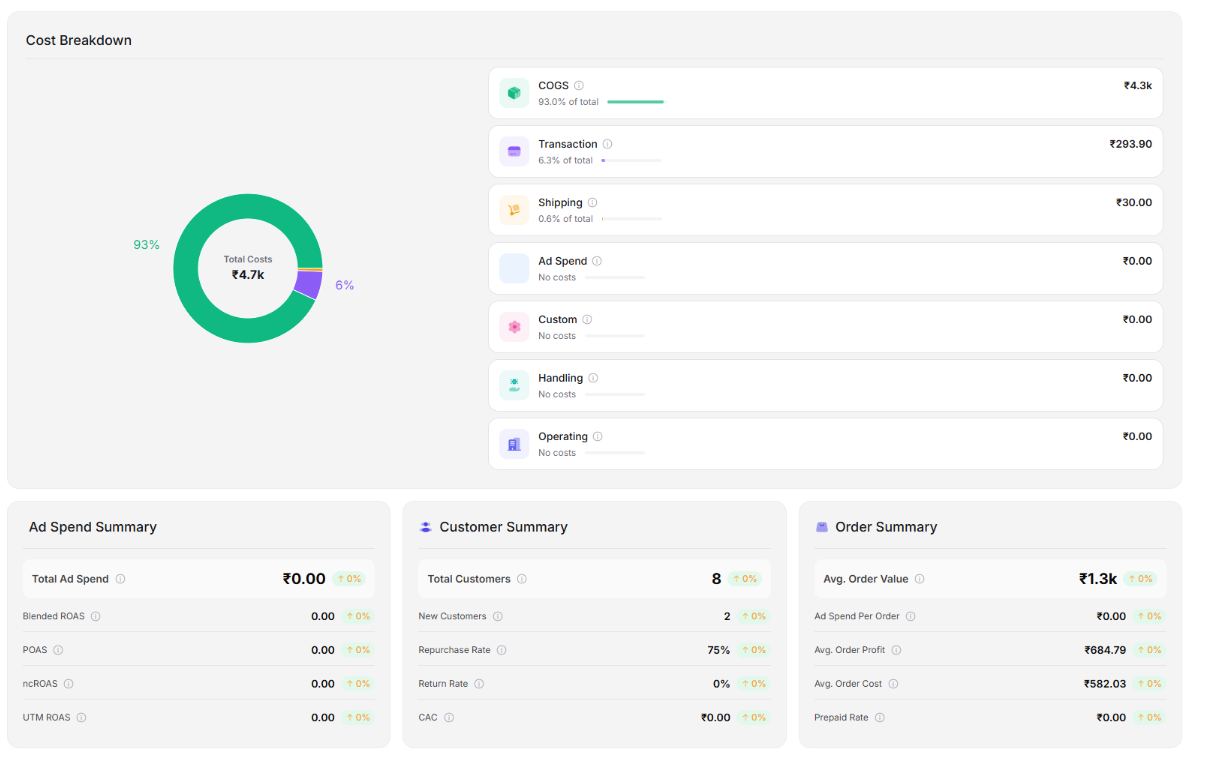 Cost Breakdown
93%
Total Costs
₹4.7k
6%
COGS
₹4.3k
93.0% of total
Transaction
₹293.90
6.3% of total
Shipping
₹30.00
0.6% of total
Ad Spend
₹0.00
No costs
Custom
₹0.00
No costs
Handling
₹0.00
No costs
Operating
₹0.00
No costs
Ad Spend Summary
Total Ad Spend ₹0.00 ↑ 0%
Blended ROAS 0.00 ↑ 0%
POAS 0.00 ↑ 0%
ncROAS 0.00 ↑ 0%
UTM ROAS 0.00 ↑ 0%
Customer Summary
Total Customers 8 ↑ 0%
New Customers 2 ↑ 0%
Repurchase Rate 75% ↑ 0%
Return Rate 0% ↑ 0%
CAC ₹0.00 ↑ 0%
Order Summary
Avg. Order Value ₹1.3k ↑ 0%
Ad Spend Per Order ₹0.00 ↑ 0%
Avg. Order Profit ₹684.79 ↑ 0%
Avg. Order Cost ₹582.03 ↑ 0%
Prepaid Rate ₹0.00 ↑ 0%